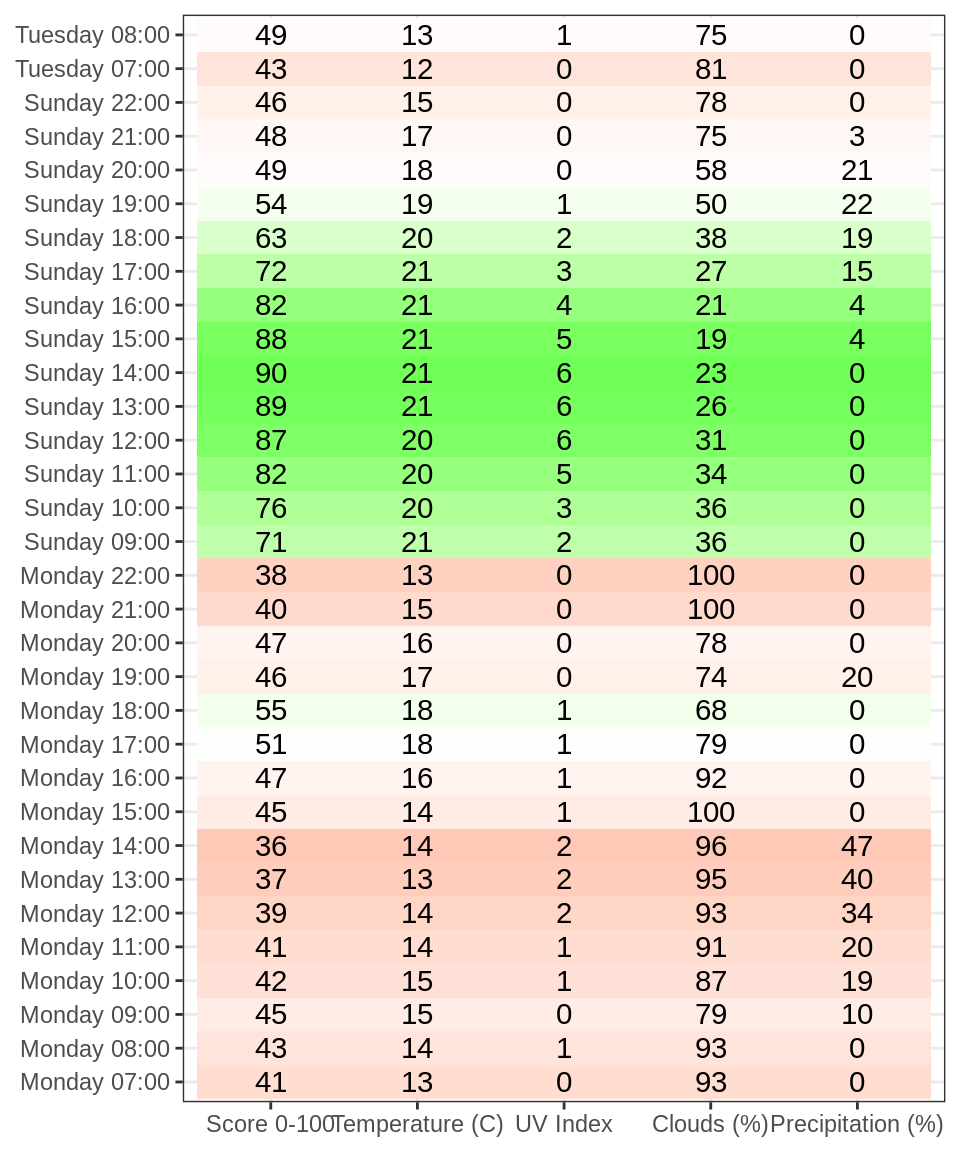 Tuesday 08:00 49 13 1 75 0
Tuesday 07:00 43 12 0 81 0
Sunday 22:00 46 15 0 78 0
Sunday 21:00 48 17 0 75 3
Sunday 20:00 49 18 0 58 21
Sunday 19:00 54 19 1 50 22
Sunday 18:00 63 20 2 38 19
Sunday 17:00 72 21 3 27 15
Sunday 16:00 82 21 4 21 4
Sunday 15:00 88 21 5 19 4
Sunday 14:00 90 21 6 23 0
Sunday 13:00 89 21 6 26 0
Sunday 12:00 87 20 6 31 0
Sunday 11:00 82 20 5 34 0
Sunday 10:00 76 20 3 36 0
Sunday 09:00 71 21 2 36 0
Monday 22:00 38 13 0 100 0
Monday 21:00 40 15 0 100 0
Monday 20:00 47 16 0 78 0
Monday 19:00 46 17 0 74 20
Monday 18:00 55 18 1 68 0
Monday 17:00 51 18 1 79 0
Monday 16:00 47 16 1 92 0
Monday 15:00 45 14 1 100 0
Monday 14:00 36 14 2 96 47
Monday 13:00 37 13 2 95 40
Monday 12:00 39 14 2 93 34
Monday 11:00 41 14 1 91 20
Monday 10:00 42 15 1 87 19
Monday 09:00 45 15 0 79 10
Monday 08:00 43 14 1 93 0
Monday 07:00 41 13 0 93 0
Score 0-100 Temperature (C) UV Index Clouds (%) Precipitation (%)